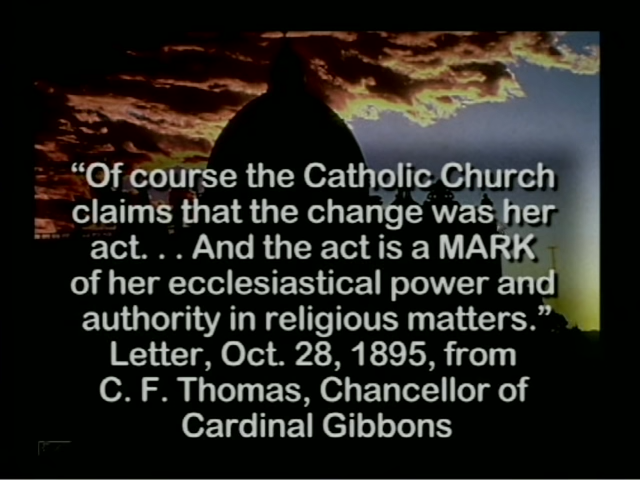 “Of course the Catholic Church
claims that the change was her
act. . . And the act is a MARK
of her ecclesiastical power and
authority in religious matters.”
Letter, Oct. 28, 1895, from
C. F. Thomas, Chancellor of
Cardinal Gibbons